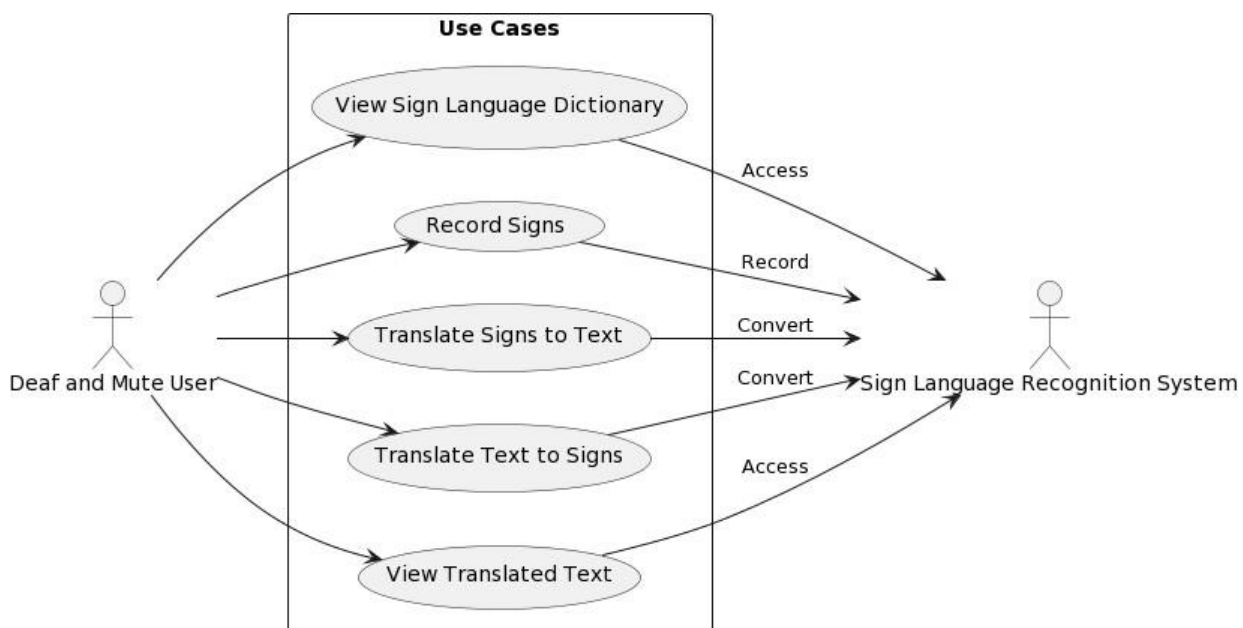 Use Cases
View Sign Language Dictionary
Access
Record Signs
Record
Translate Signs to Text
Convert
Deaf and Mute User
Convert
Sign Language Recognition System
Translate Text to Signs
Access
View Translated Text